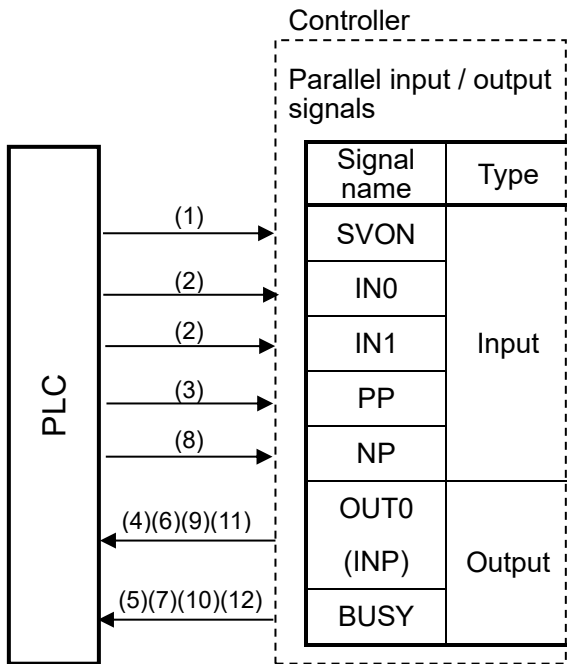 Controller
Parallel input / output
signals
Signal
name
Type
(1)
SVON
(2)
IN0
(2)
IN1
Input
(3)
PP
(8)
NP
PLC
(4)(6)(9)(11)
OUT0
(INP)
Output
(5)(7)(10)(12)
BUSY